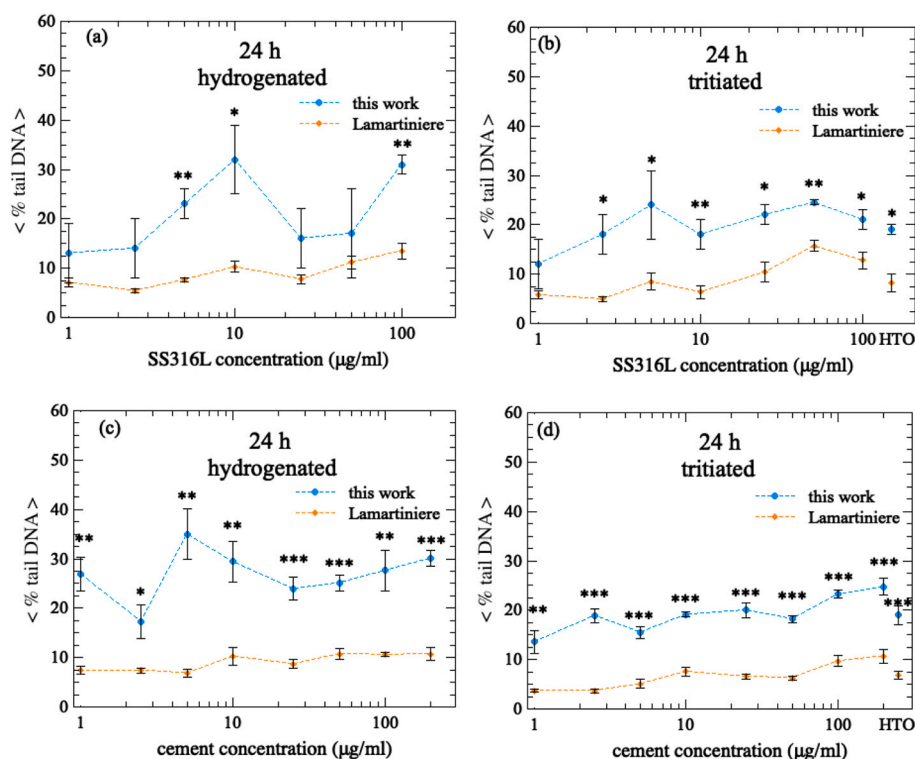 (a)
24 h
hydrogenated
this work
Lamartiniere
*
**
**
60
50
40
30
20
10
0
< % tail DNA >
1
10
100
SS316L concentration (µg/ml)
(b)
24 h
tritiated
this work
Lamartiniere
*
*
**
*
**
*
*
60
50
40
30
20
10
0
< % tail DNA >
1
10
100 HTO
SS316L concentration (µg/ml)
(c)
24 h
hydrogenated
this work
Lamartiniere
**
*
**
**
***
***
**
***
60
50
40
30
20
10
0
< % tail DNA >
1
10
100
cement concentration (µg/ml)
(d)
24 h
tritiated
this work
Lamartiniere
**
***
***
***
***
***
***
***
***
60
50
40
30
20
10
0
< % tail DNA >
1
10
100
HTO
cement concentration (µg/ml)